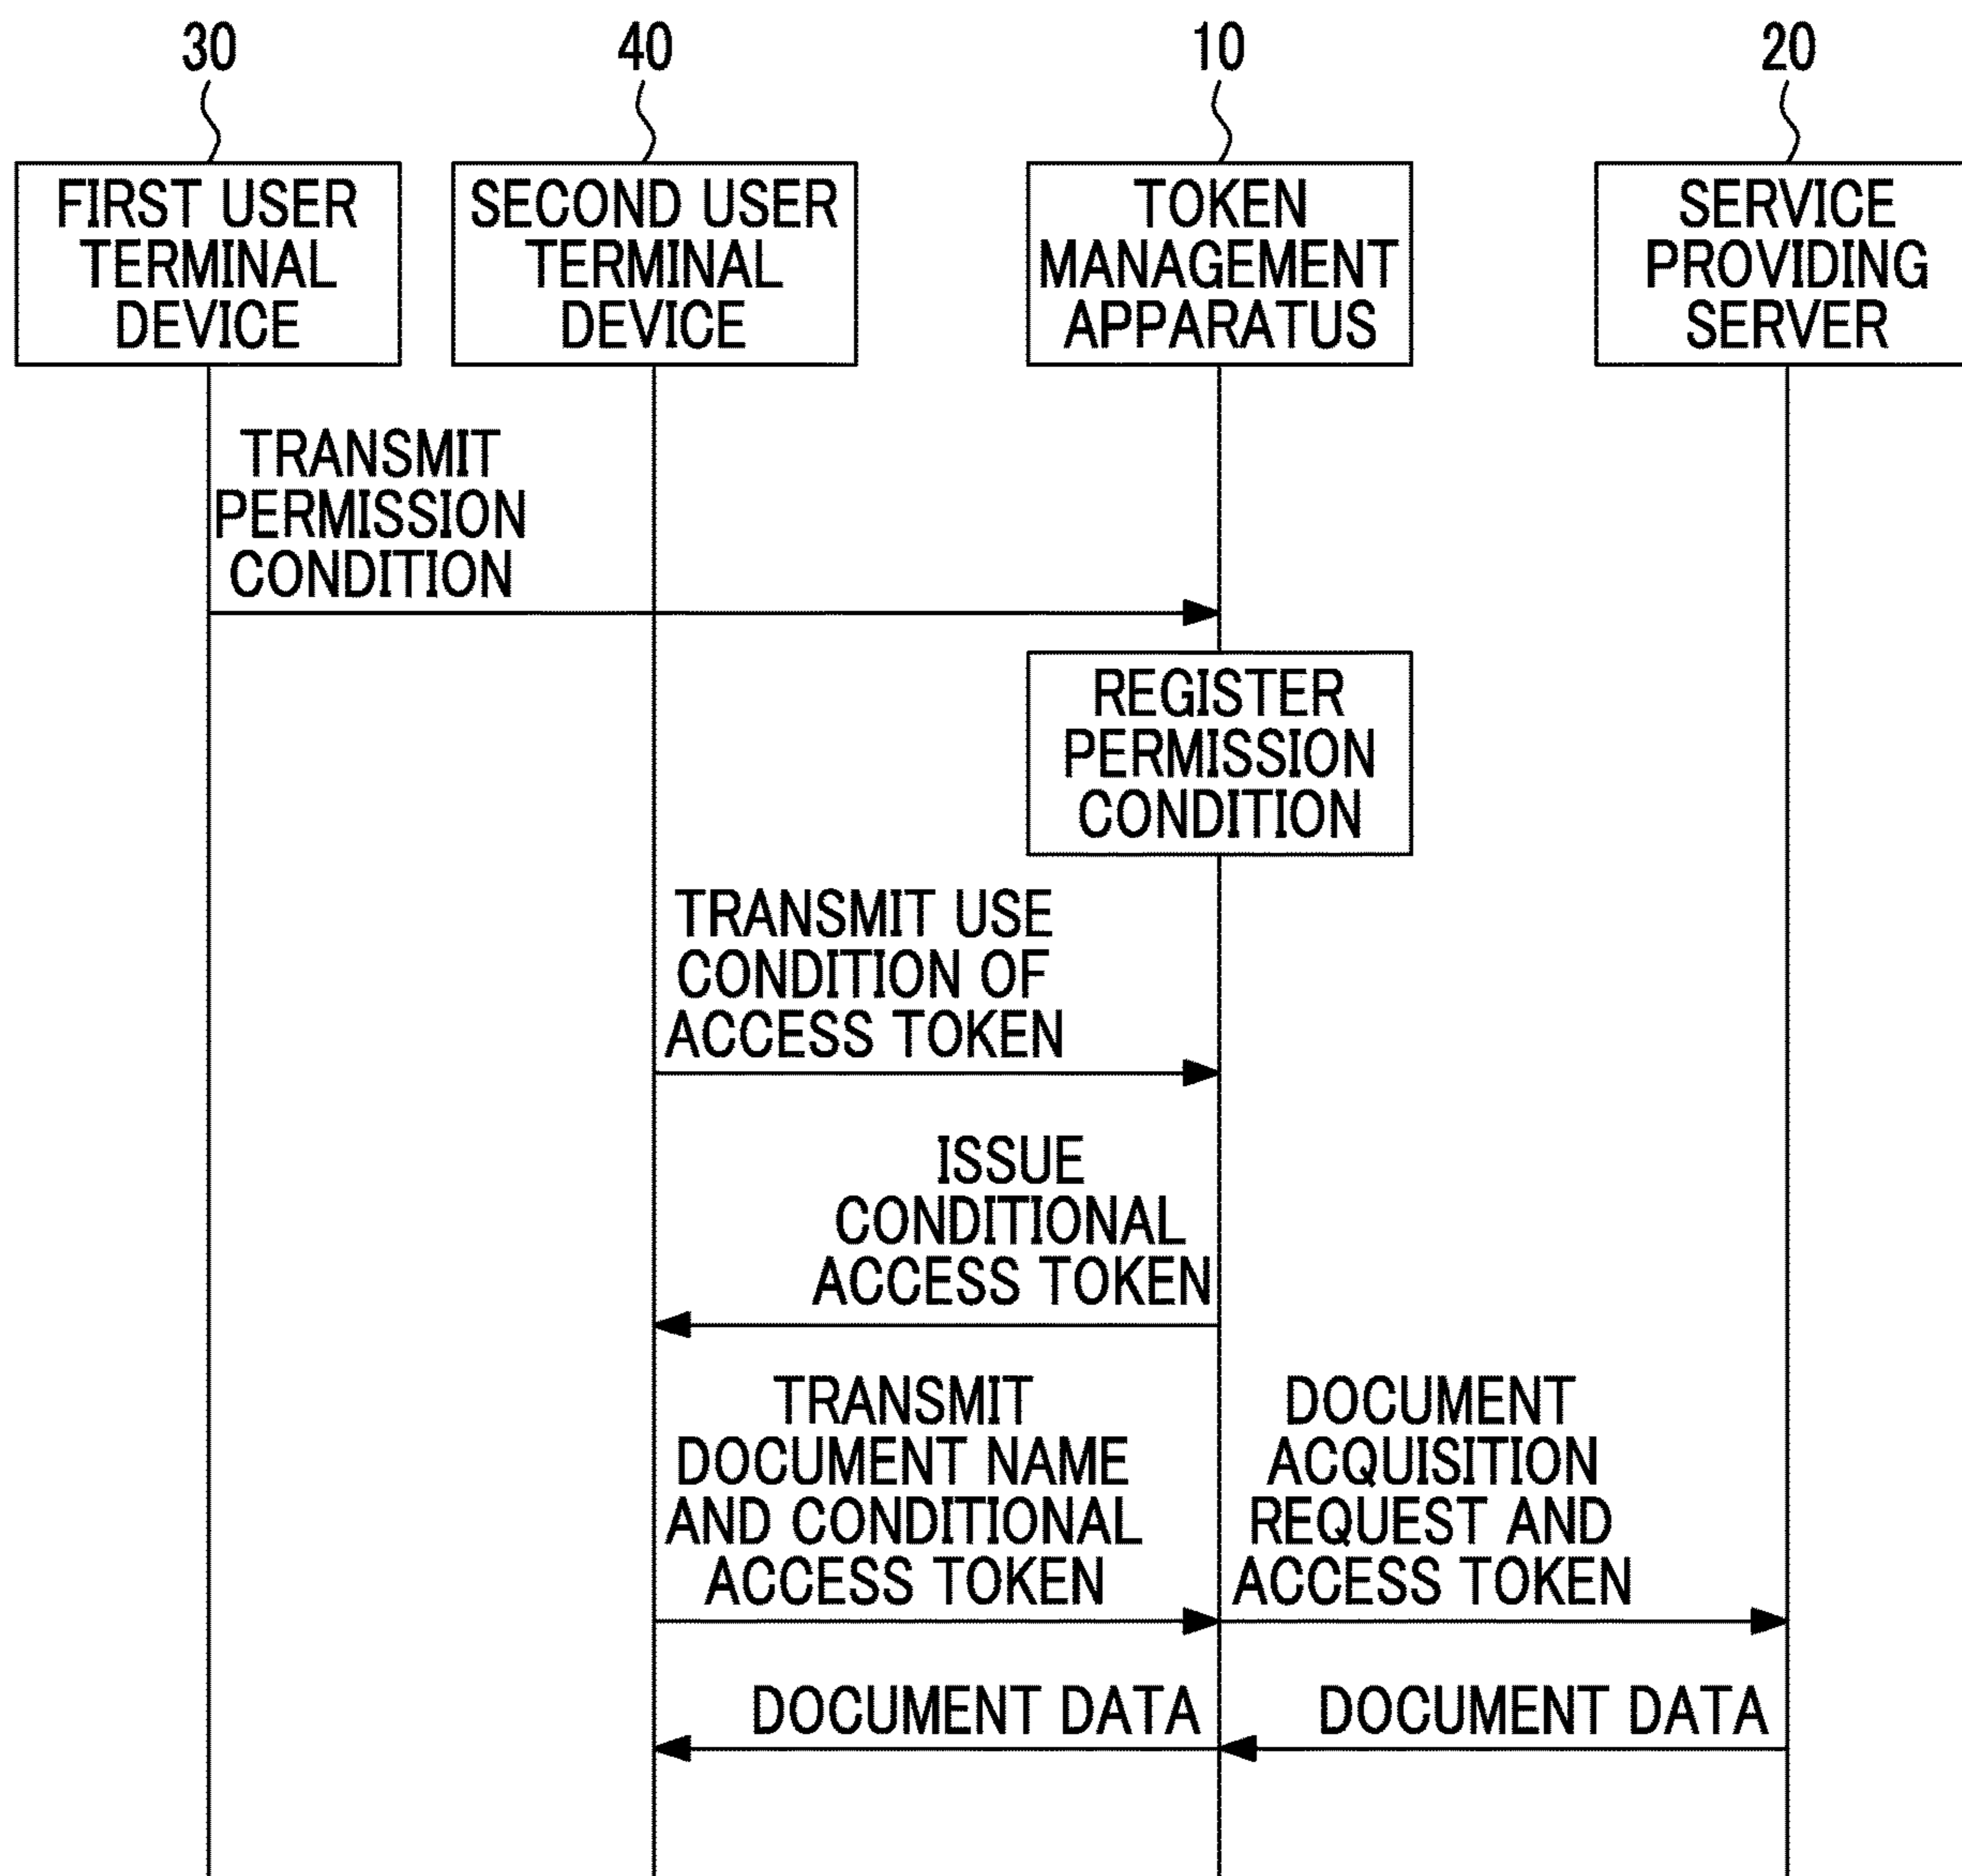 30
40
10
20
FIRST USER
TERMINAL
DEVICE
SECOND USER
TERMINAL
DEVICE
TOKEN
MANAGEMENT
APPARATUS
SERVICE
PROVIDING
SERVER
TRANSMIT
PERMISSION
CONDITION
REGISTER
PERMISSION
CONDITION
TRANSMIT USE
CONDITION OF
ACCESS TOKEN
ISSUE
CONDITIONAL
ACCESS TOKEN
TRANSMIT
DOCUMENT NAME
AND CONDITIONAL
ACCESS TOKEN
DOCUMENT
ACQUISITION
REQUEST AND
ACCESS TOKEN
DOCUMENT DATA
DOCUMENT DATA